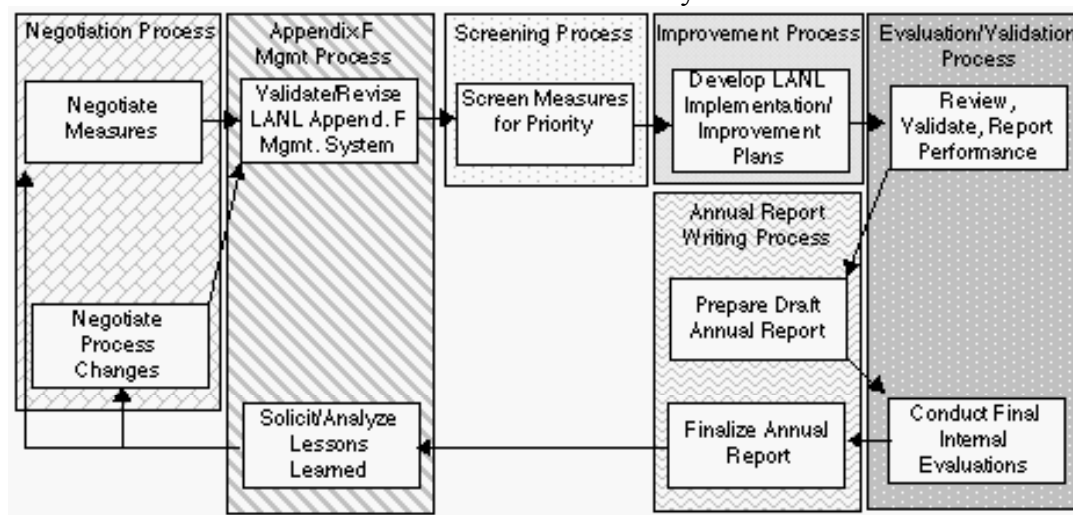 Negotiation Process
Negotiate
Measures
Negotiate
Process
Changes
Appendix F
Mgmt Process
Validate/Revise
LANL Append. F
Mgmt. System
Solicit/Analyze
Lessons
Learned
Screening Process
Screen Measures
for Priority
Improvement Process
Develop LANL
Implementation/
Improvement
Plans
Annual Report
Writing Process
Prepare Draft
Annual Report
Finalize Annual
Report
Evaluation/Validation
Process
Review,
Validate, Report
Performance
Conduct Final
Internal
Evaluations